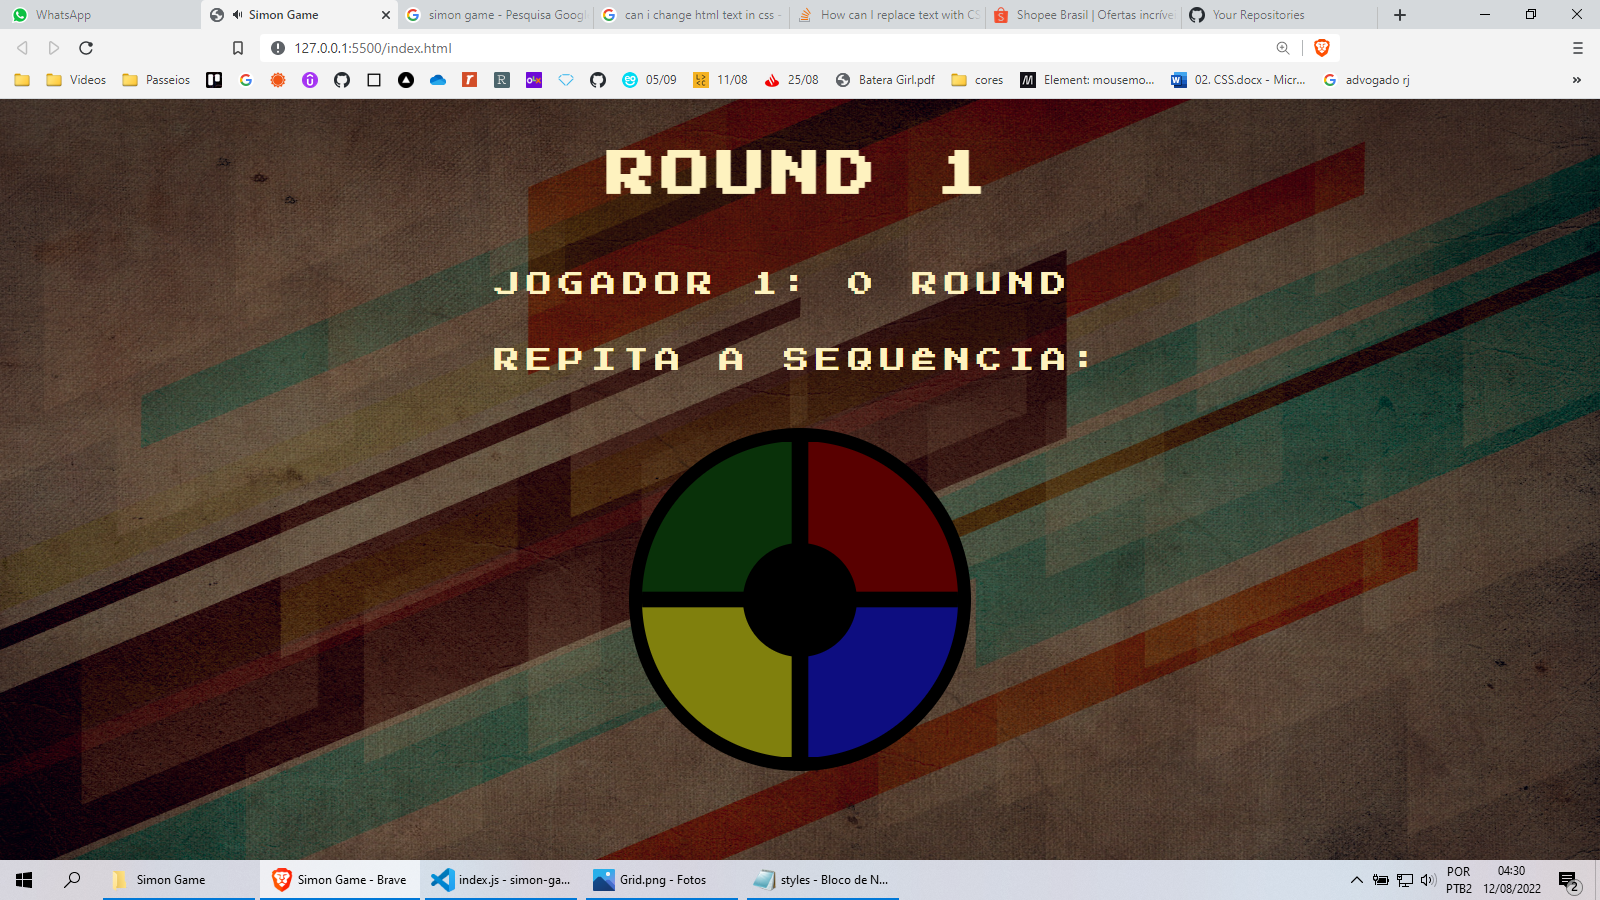 WhatsApp
Simon Game
simon game - Pesquisa Googl
can i change html text in css -
How can I replace text with CS
Shopee Brasil | Ofertas incríve
Your Repositories
127.0.0.1:5500/index.html
Videos
Passeios
05/09
11/08
25/08
Batera Girl.pdf
cores
Element: mousemo...
02. CSS.docx - Micr...
advogado rj
ROUND 1
JOGADOR 1: 0 ROUND
REPITA A SEQUÊNCIA:
Simon Game
Simon Game - Brave
index.js - simon-ga...
Grid.png - Fotos
styles - Bloco de N...
POR
PTB2
04:30
12/08/2022
2